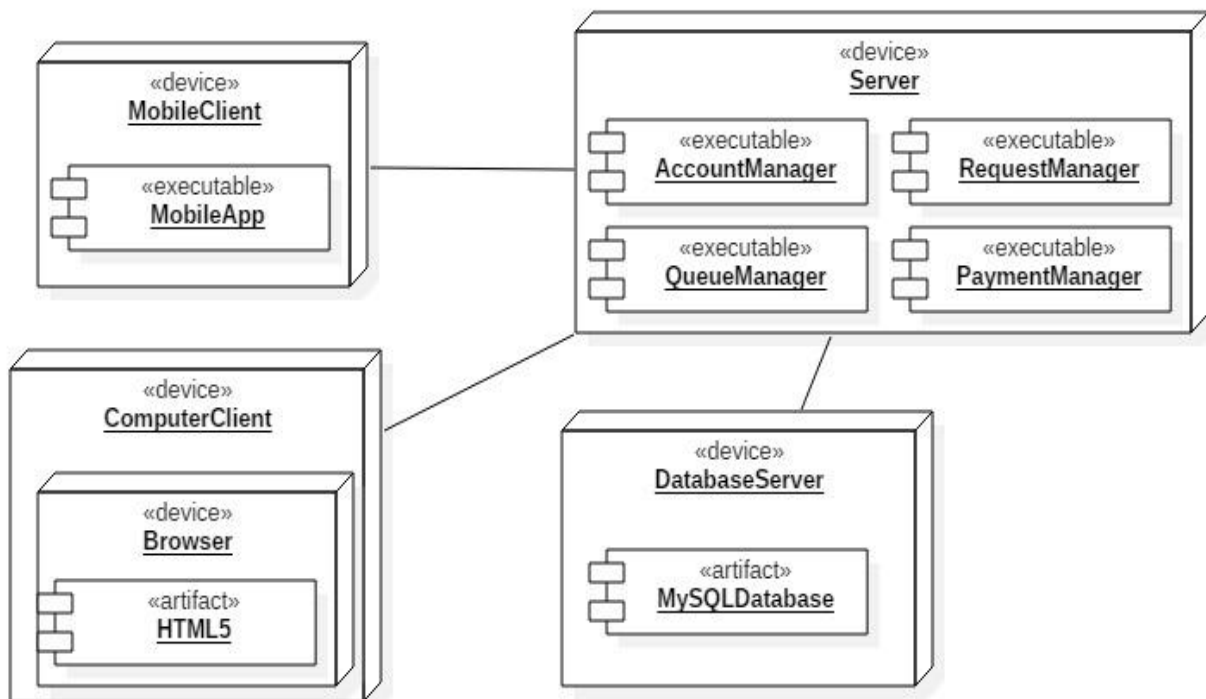 «device»
MobileClient
«executable»
MobileApp
«device»
Server
«executable»
AccountManager
«executable»
RequestManager
«executable»
QueueManager
«executable»
PaymentManager
«device»
ComputerClient
«device»
Browser
«artifact»
HTML5
«device»
DatabaseServer
«artifact»
MySQLDatabase